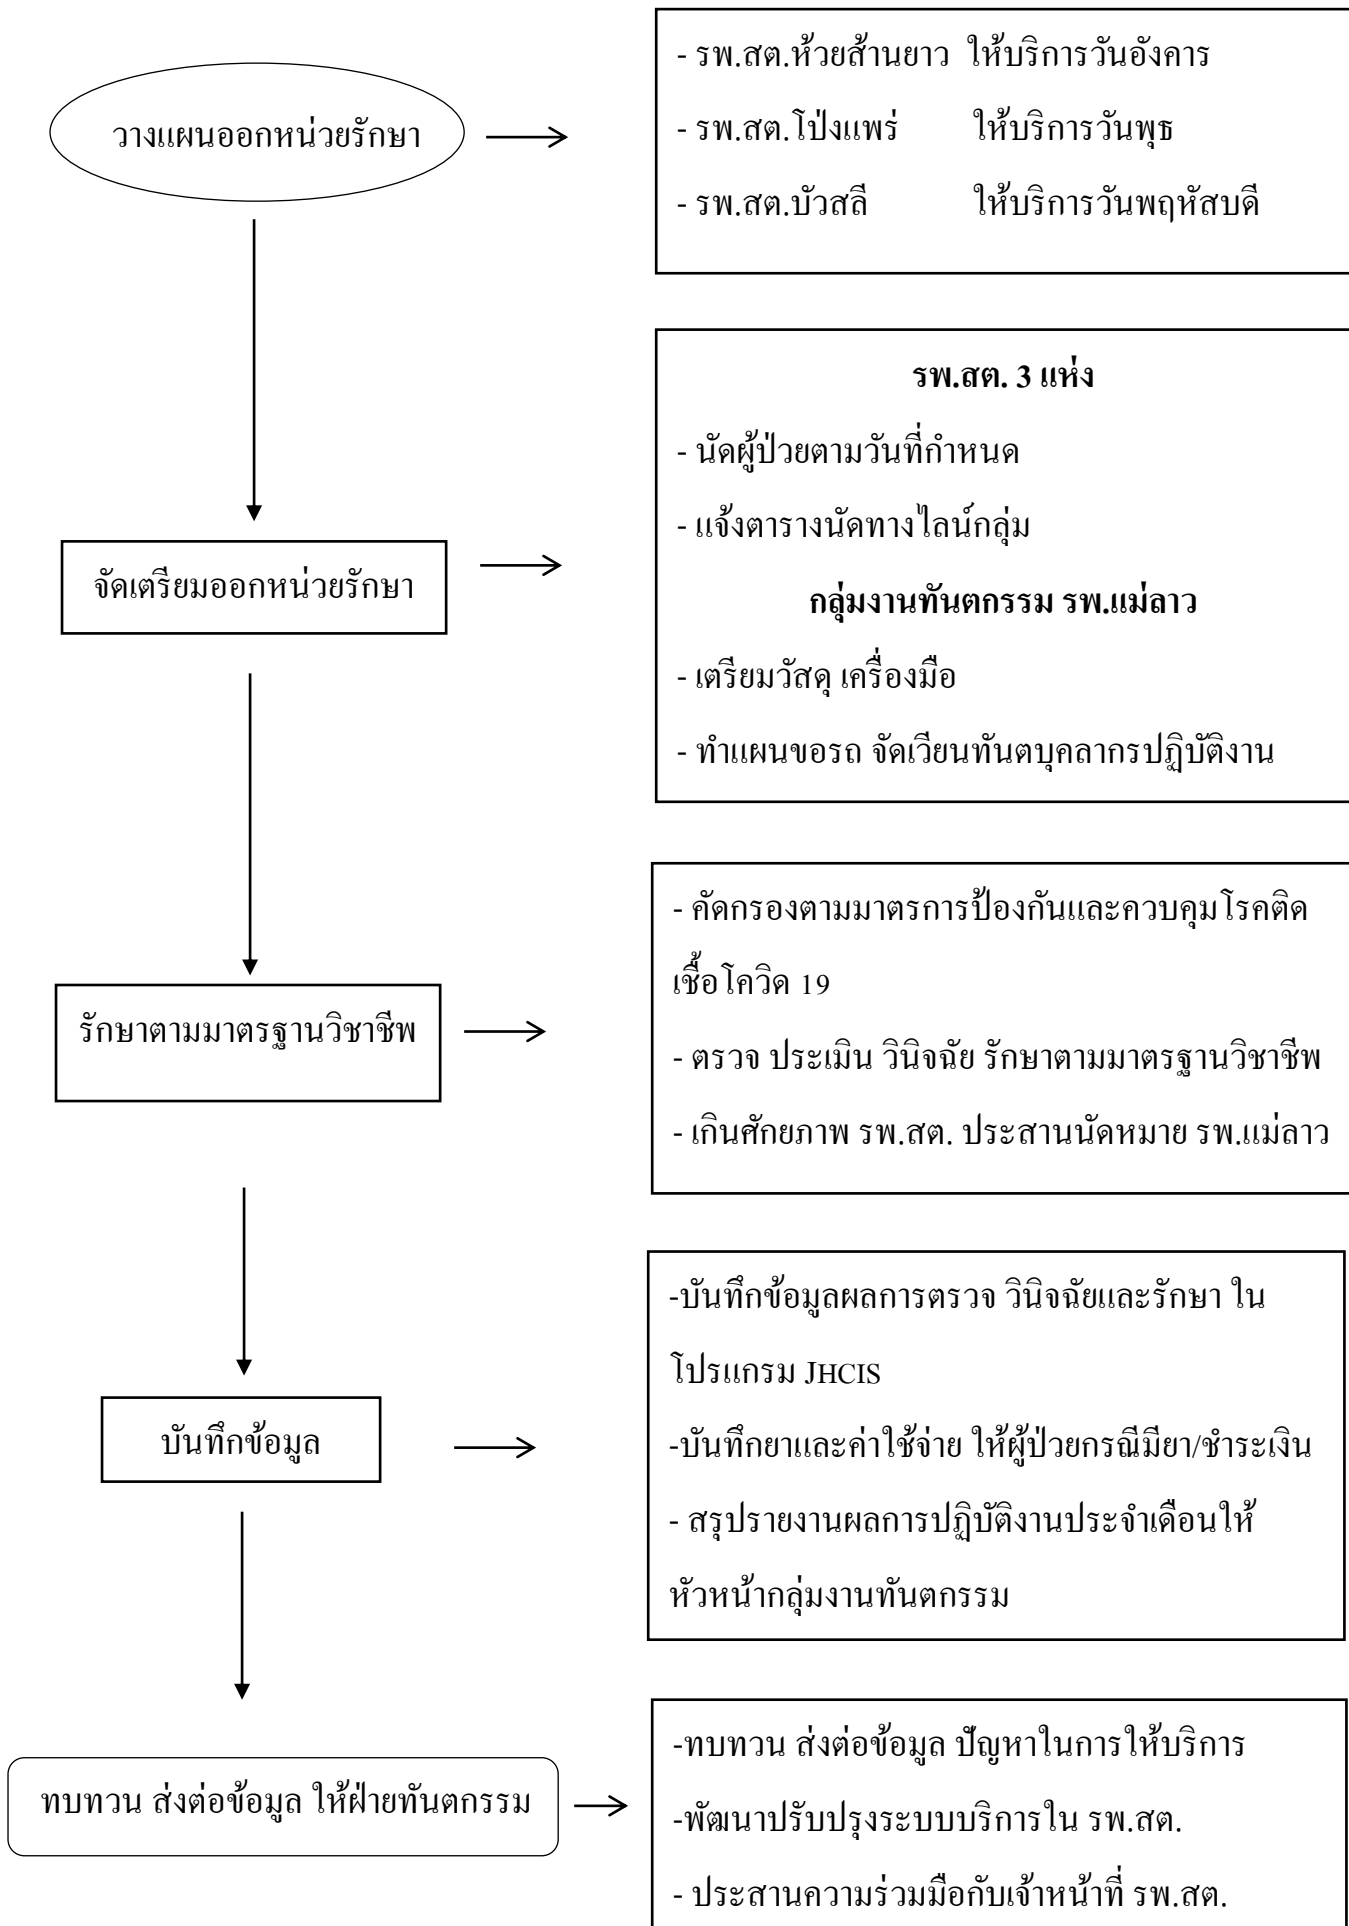 วางแผนออกหน่วยรักษา
- รพ.สต.ห้วยส้านยาว ให้บริการวันอังคาร
- รพ.สต.โป่งแพร่ ให้บริการวันพุธ
- รพ.สต.บัวสลี ให้บริการวันพฤหัสบดี
จัดเตรียมออกหน่วยรักษา
รพ.สต. 3 แห่ง
- นัดผู้ป่วยตามวันที่กำหนด
- แจ้งตารางนัดทางไลน์กลุ่ม
กลุ่มงานทันตกรรม รพ.แม่ลาว
- เตรียมวัสดุ เครื่องมือ
- ทำแผนขอรถ จัดเวียนทันตบุคลากรปฏิบัติงาน
รักษาตามมาตรฐานวิชาชีพ
- คัดกรองตามมาตรการป้องกันและควบคุมโรคติด
เชื้อโควิด 19
- ตรวจ ประเมิน วินิจฉัย รักษาตามมาตรฐานวิชาชีพ
- เกินศักยภาพ รพ.สต. ประสานนัดหมาย รพ.แม่ลาว
บันทึกข้อมูล
-บันทึกข้อมูลผลการตรวจ วินิจฉัยและรักษา ใน
โปรแกรม JHCIS
-บันทึกยาและค่าใช้จ่าย ให้ผู้ป่วยกรณีมียา/ชำระเงิน
- สรุปรายงานผลการปฏิบัติงานประจำเดือนให้
หัวหน้ากลุ่มงานทันตกรรม
ทบทวน ส่งต่อข้อมูล ให้ฝ่ายทันตกรรม
-ทบทวน ส่งต่อข้อมูล ปัญหาในการให้บริการ
-พัฒนาปรับปรุงระบบบริการใน รพ.สต.
- ประสานความร่วมมือกับเจ้าหน้าที่ รพ.สต.